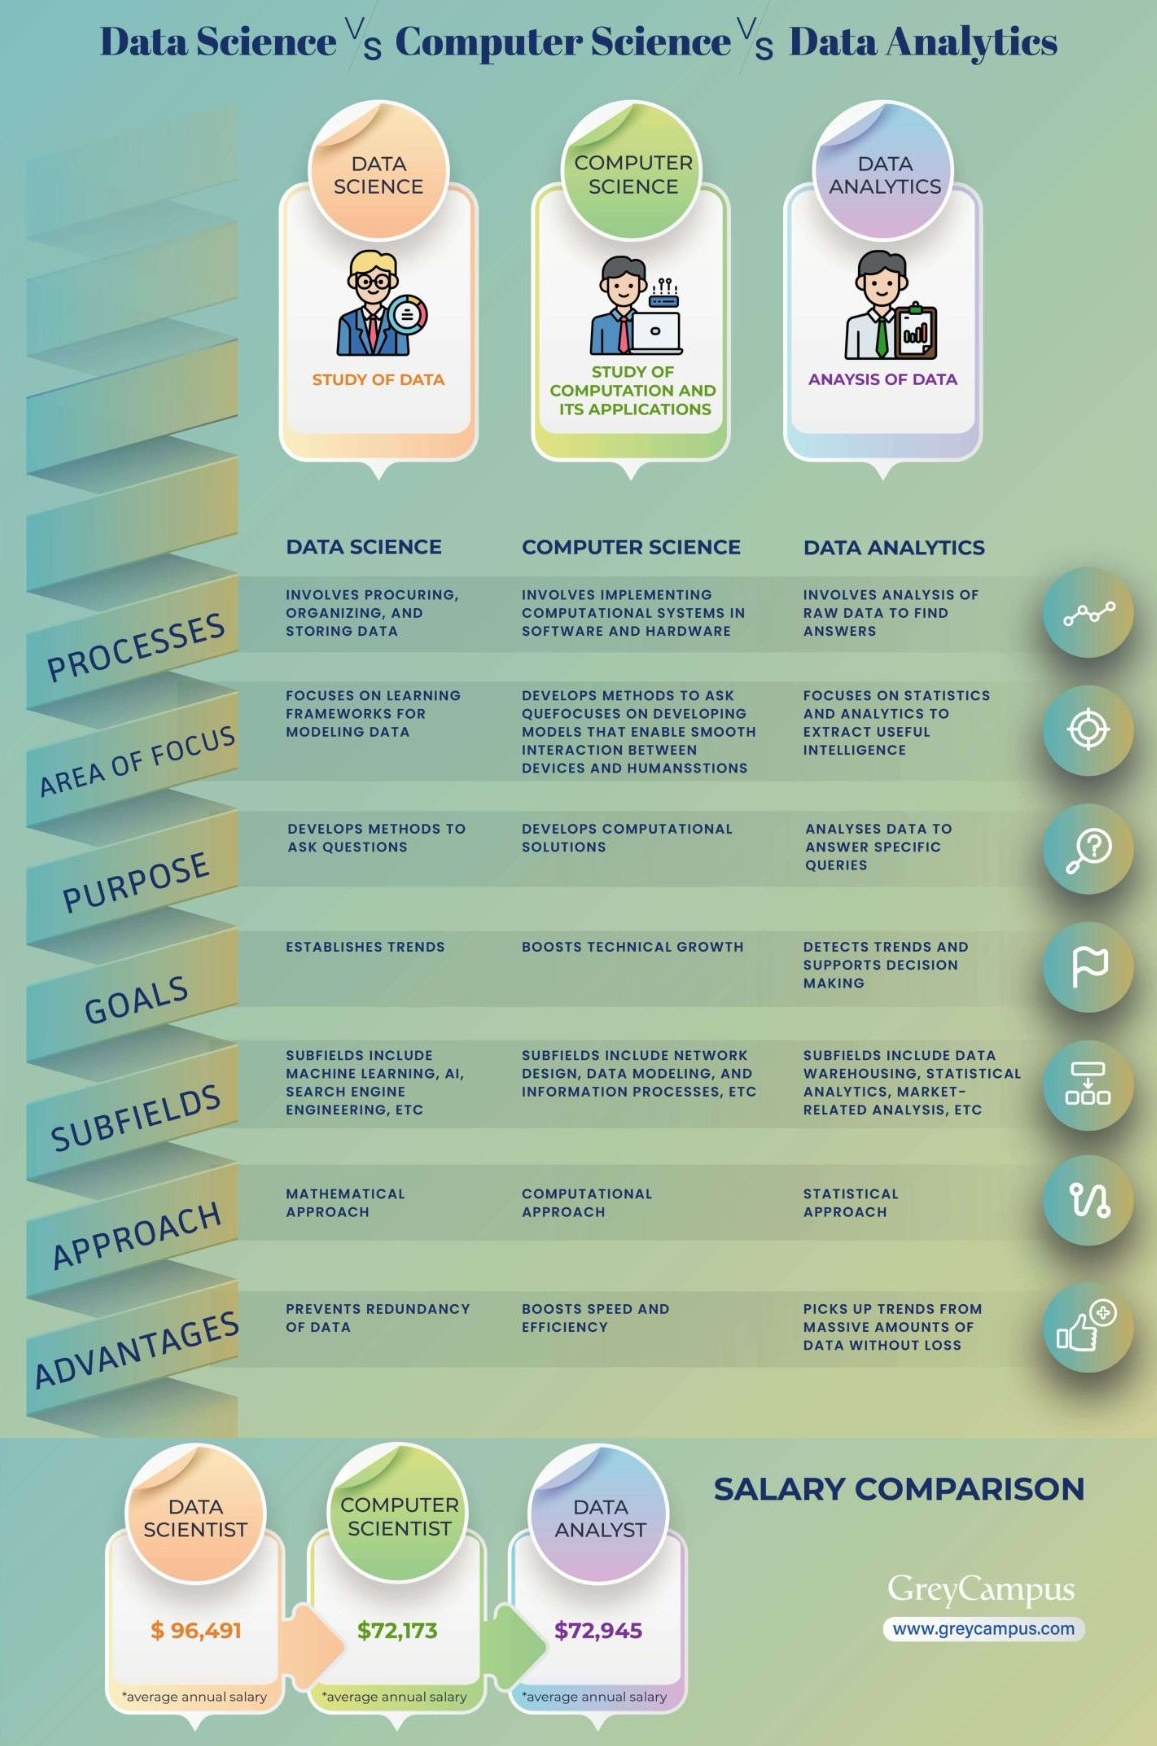 Data Science Vs Computer Science Vs Data Analytics
DATA
SCIENCE
STUDY OF DATA
COMPUTER
SCIENCE
STUDY OF
COMPUTATION AND
ITS APPLICATIONS
DATA
ANALYTICS
ANAYSIS OF DATA
DATA SCIENCE
COMPUTER SCIENCE
DATA ANALYTICS
PROCESSES
INVOLVES PROCURING,
ORGANIZING, AND
STORING DATA
INVOLVES IMPLEMENTING
COMPUTATIONAL SYSTEMS IN
SOFTWARE AND HARDWARE
INVOLVES ANALYSIS OF
RAW DATA TO FIND
ANSWERS
AREA OF FOCUS
FOCUSES ON LEARNING
FRAMEWORKS FOR
MODELING DATA
DEVELOPS METHODS TO ASK
QUEFOCUSES ON DEVELOPING
MODELS THAT ENABLE SMOOTH
INTERACTION BETWEEN
DEVICES AND HUMANSSTIONS
FOCUSES ON STATISTICS
AND ANALYTICS TO
EXTRACT USEFUL
INTELLIGENCE
PURPOSE
DEVELOPS METHODS TO
ASK QUESTIONS
DEVELOPS COMPUTATIONAL
SOLUTIONS
ANALYSES DATA TO
ANSWER SPECIFIC
QUERIES
GOALS
ESTABLISHES TRENDS
BOOSTS TECHNICAL GROWTH
DETECTS TRENDS AND
SUPPORTS DECISION
MAKING
SUBFIELDS
SUBFIELDS INCLUDE
MACHINE LEARNING, AI,
SEARCH ENGINE
ENGINEERING, ETC
SUBFIELDS INCLUDE NETWORK
DESIGN, DATA MODELING, AND
INFORMATION PROCESSES, ETC
SUBFIELDS INCLUDE DATA
WAREHOUSING, STATISTICAL
ANALYTICS, MARKET-
RELATED ANALYSIS, ETC
APPROACH
MATHEMATICAL
APPROACH
COMPUTATIONAL
APPROACH
STATISTICAL
APPROACH
ADVANTAGES
PREVENTS REDUNDANCY
OF DATA
BOOSTS SPEED AND
EFFICIENCY
PICKS UP TRENDS FROM
MASSIVE AMOUNTS OF
DATA WITHOUT LOSS
SALARY COMPARISON
DATA
SCIENTIST
$ 96,491
*average annual salary
COMPUTER
SCIENTIST
$72,173
*average annual salary
DATA
ANALYST
$72,945
*average annual salary
GreyCampus
www.greycampus.com